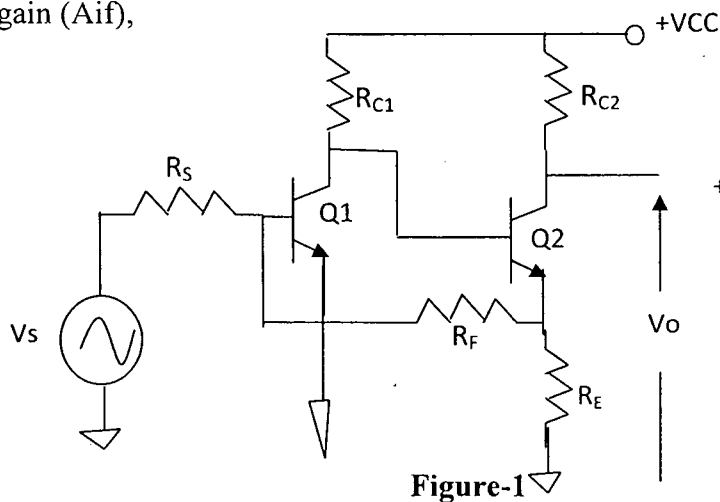 gain (Aif),
+VCC
RC1
RC2
RS
+
Q1
Q2
Vs
RF
Vo
RE
Figure-1